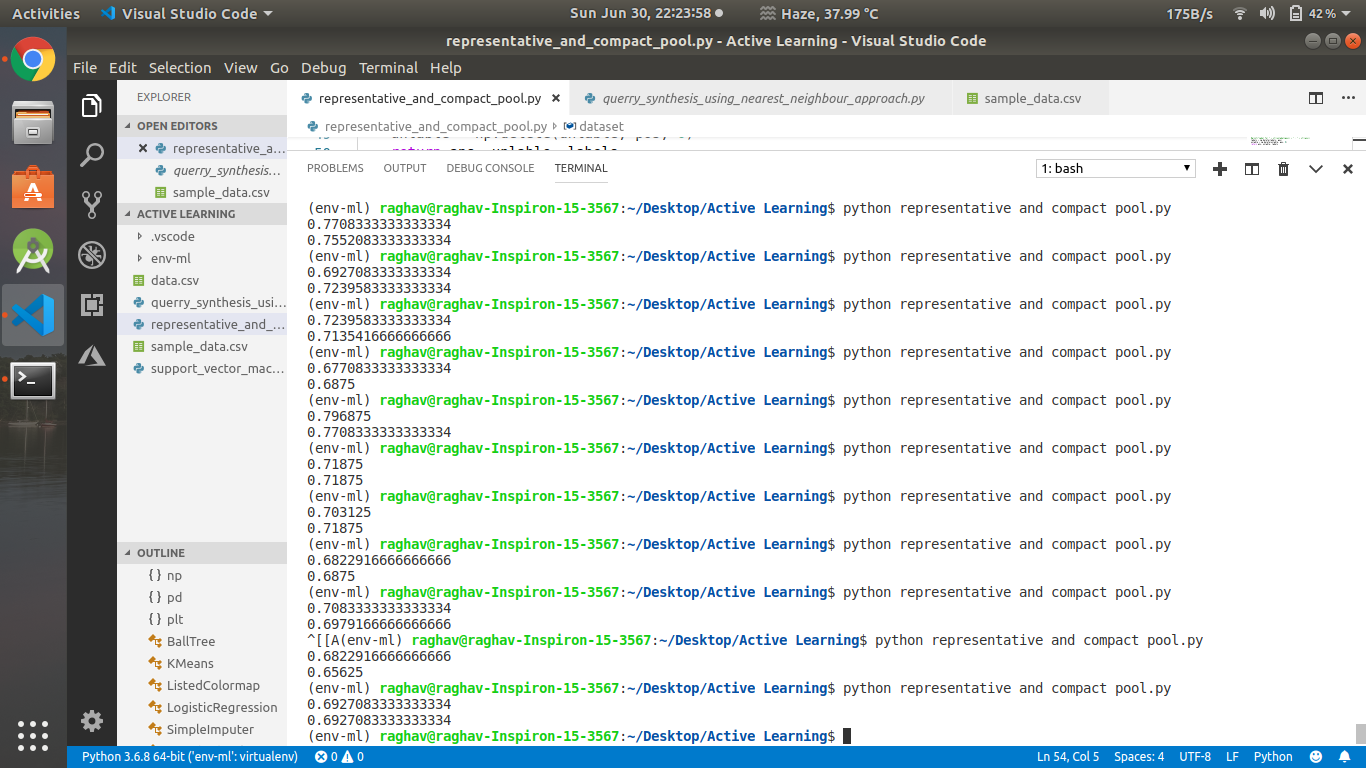 Activities Visual Studio Code Sun Jun 30, 22:23:58 Haze, 37.99 °C 175B/s 42%
representative_and_compact_pool.py - Active Learning - Visual Studio Code
File Edit Selection View Go Debug Terminal Help
EXPLORER
OPEN EDITORS
representative_a...
querry_synthesis...
sample_data.csv
ACTIVE LEARNING
.vscode
env-ml
data.csv
querry_synthesis_usi...
representative_and_...
sample_data.csv
support_vector_mac...
OUTLINE
{ } np
{ } pd
{ } plt
BallTree
KMeans
ListedColormap
LogisticRegression
SimpleImputer
representative_and_compact_pool.py querry_synthesis_using_nearest_neighbour_approach.py sample_data.csv
representative_and_compact_pool.py dataset
PROBLEMS OUTPUT DEBUG CONSOLE TERMINAL 1: bash
(env-ml) raghav@raghav-Inspiron-15-3567:~/Desktop/Active Learning$ python representative and compact pool.py
0.7708333333333334
0.7552083333333334
(env-ml) raghav@raghav-Inspiron-15-3567:~/Desktop/Active Learning$ python representative and compact pool.py
0.6927083333333334
0.7239583333333334
(env-ml) raghav@raghav-Inspiron-15-3567:~/Desktop/Active Learning$ python representative and compact pool.py
0.7239583333333334
0.7135416666666666
(env-ml) raghav@raghav-Inspiron-15-3567:~/Desktop/Active Learning$ python representative and compact pool.py
0.6770833333333334
0.6875
(env-ml) raghav@raghav-Inspiron-15-3567:~/Desktop/Active Learning$ python representative and compact pool.py
0.796875
0.7708333333333334
(env-ml) raghav@raghav-Inspiron-15-3567:~/Desktop/Active Learning$ python representative and compact pool.py
0.71875
0.71875
(env-ml) raghav@raghav-Inspiron-15-3567:~/Desktop/Active Learning$ python representative and compact pool.py
0.703125
0.71875
(env-ml) raghav@raghav-Inspiron-15-3567:~/Desktop/Active Learning$ python representative and compact pool.py
0.6822916666666666
0.6875
(env-ml) raghav@raghav-Inspiron-15-3567:~/Desktop/Active Learning$ python representative and compact pool.py
0.7083333333333334
0.6979166666666666
^[[A(env-ml) raghav@raghav-Inspiron-15-3567:~/Desktop/Active Learning$ python representative and compact pool.py
0.6822916666666666
0.65625
(env-ml) raghav@raghav-Inspiron-15-3567:~/Desktop/Active Learning$ python representative and compact pool.py
0.6927083333333334
0.6927083333333334
(env-ml) raghav@raghav-Inspiron-15-3567:~/Desktop/Active Learning$
Python 3.6.8 64-bit ('env-ml': virtualenv) 0 0 Ln 54, Col 5 Spaces: 4 UTF-8 LF Python